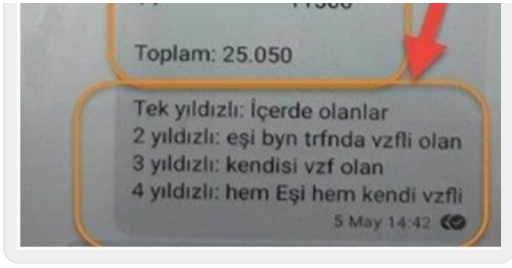 Toplam: 25.050
Tek yıldızlı: İçerde olanlar
2 yıldızlı: eşi byn trfnda vzfli olan
3 yıldızlı: kendisi vzf olan
4 yıldızlı: hem Eşi hem kendi vzfli
5 May 14:42